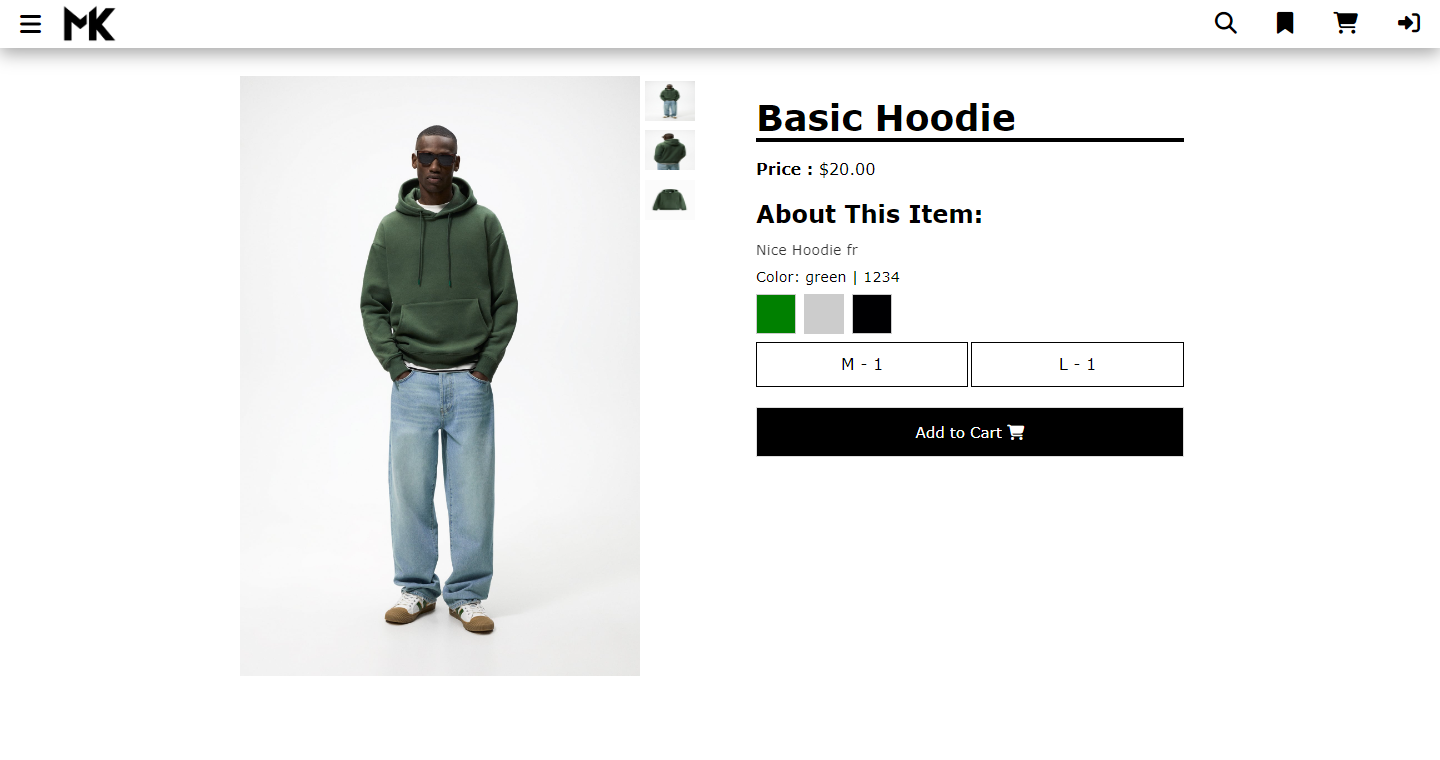 MK
Basic Hoodie
Price : $20.00
About This Item:
Nice Hoodie fr
Color: green | 1234
M - 1
L - 1
Add to Cart